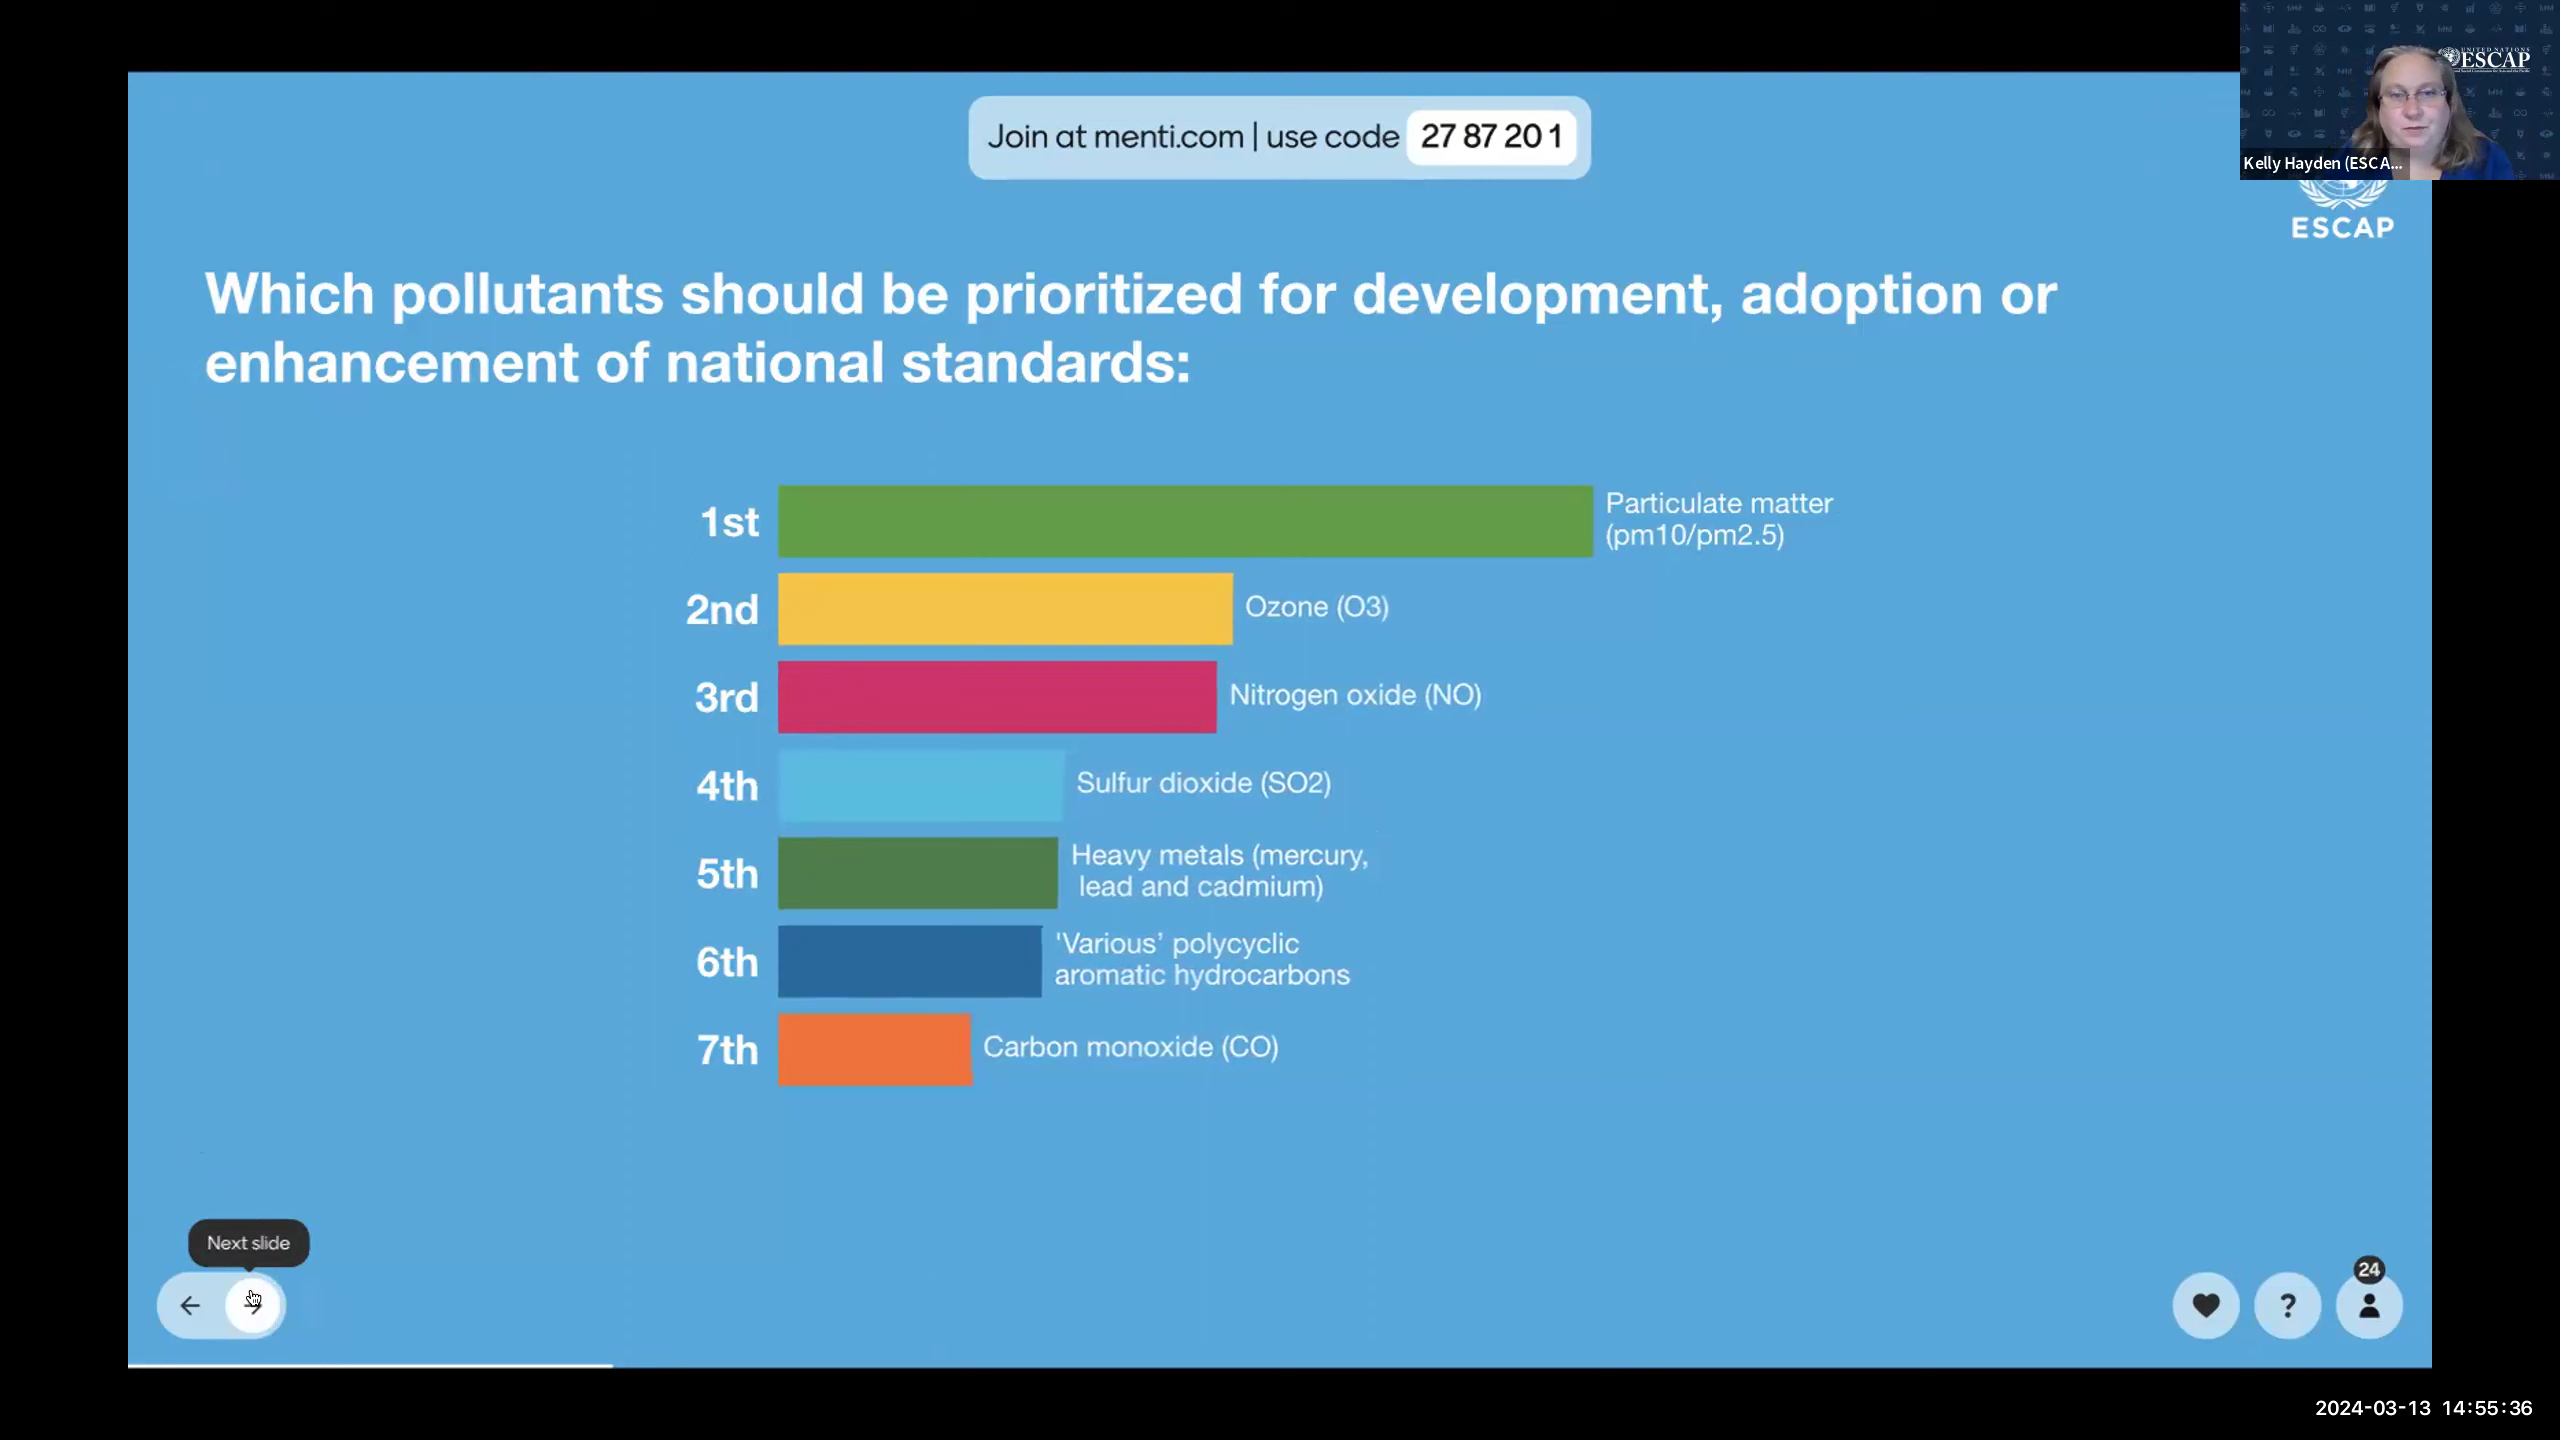 Join at menti.com | use code 27 87 20 1
UNITED NATIONS
ESCAP
Kelly Hayden (ESCA...
ESCAP
Which pollutants should be prioritized for development, adoption or
enhancement of national standards:
1st
Particulate matter
(pm10/pm2.5)
2nd
Ozone (O3)
3rd
Nitrogen oxide (NO)
4th
Sulfur dioxide (SO2)
5th
Heavy metals (mercury,
lead and cadmium)
6th
'Various’ polycyclic
aromatic hydrocarbons
7th
Carbon monoxide (CO)
Next slide
24
?
2024-03-13 14:55:36